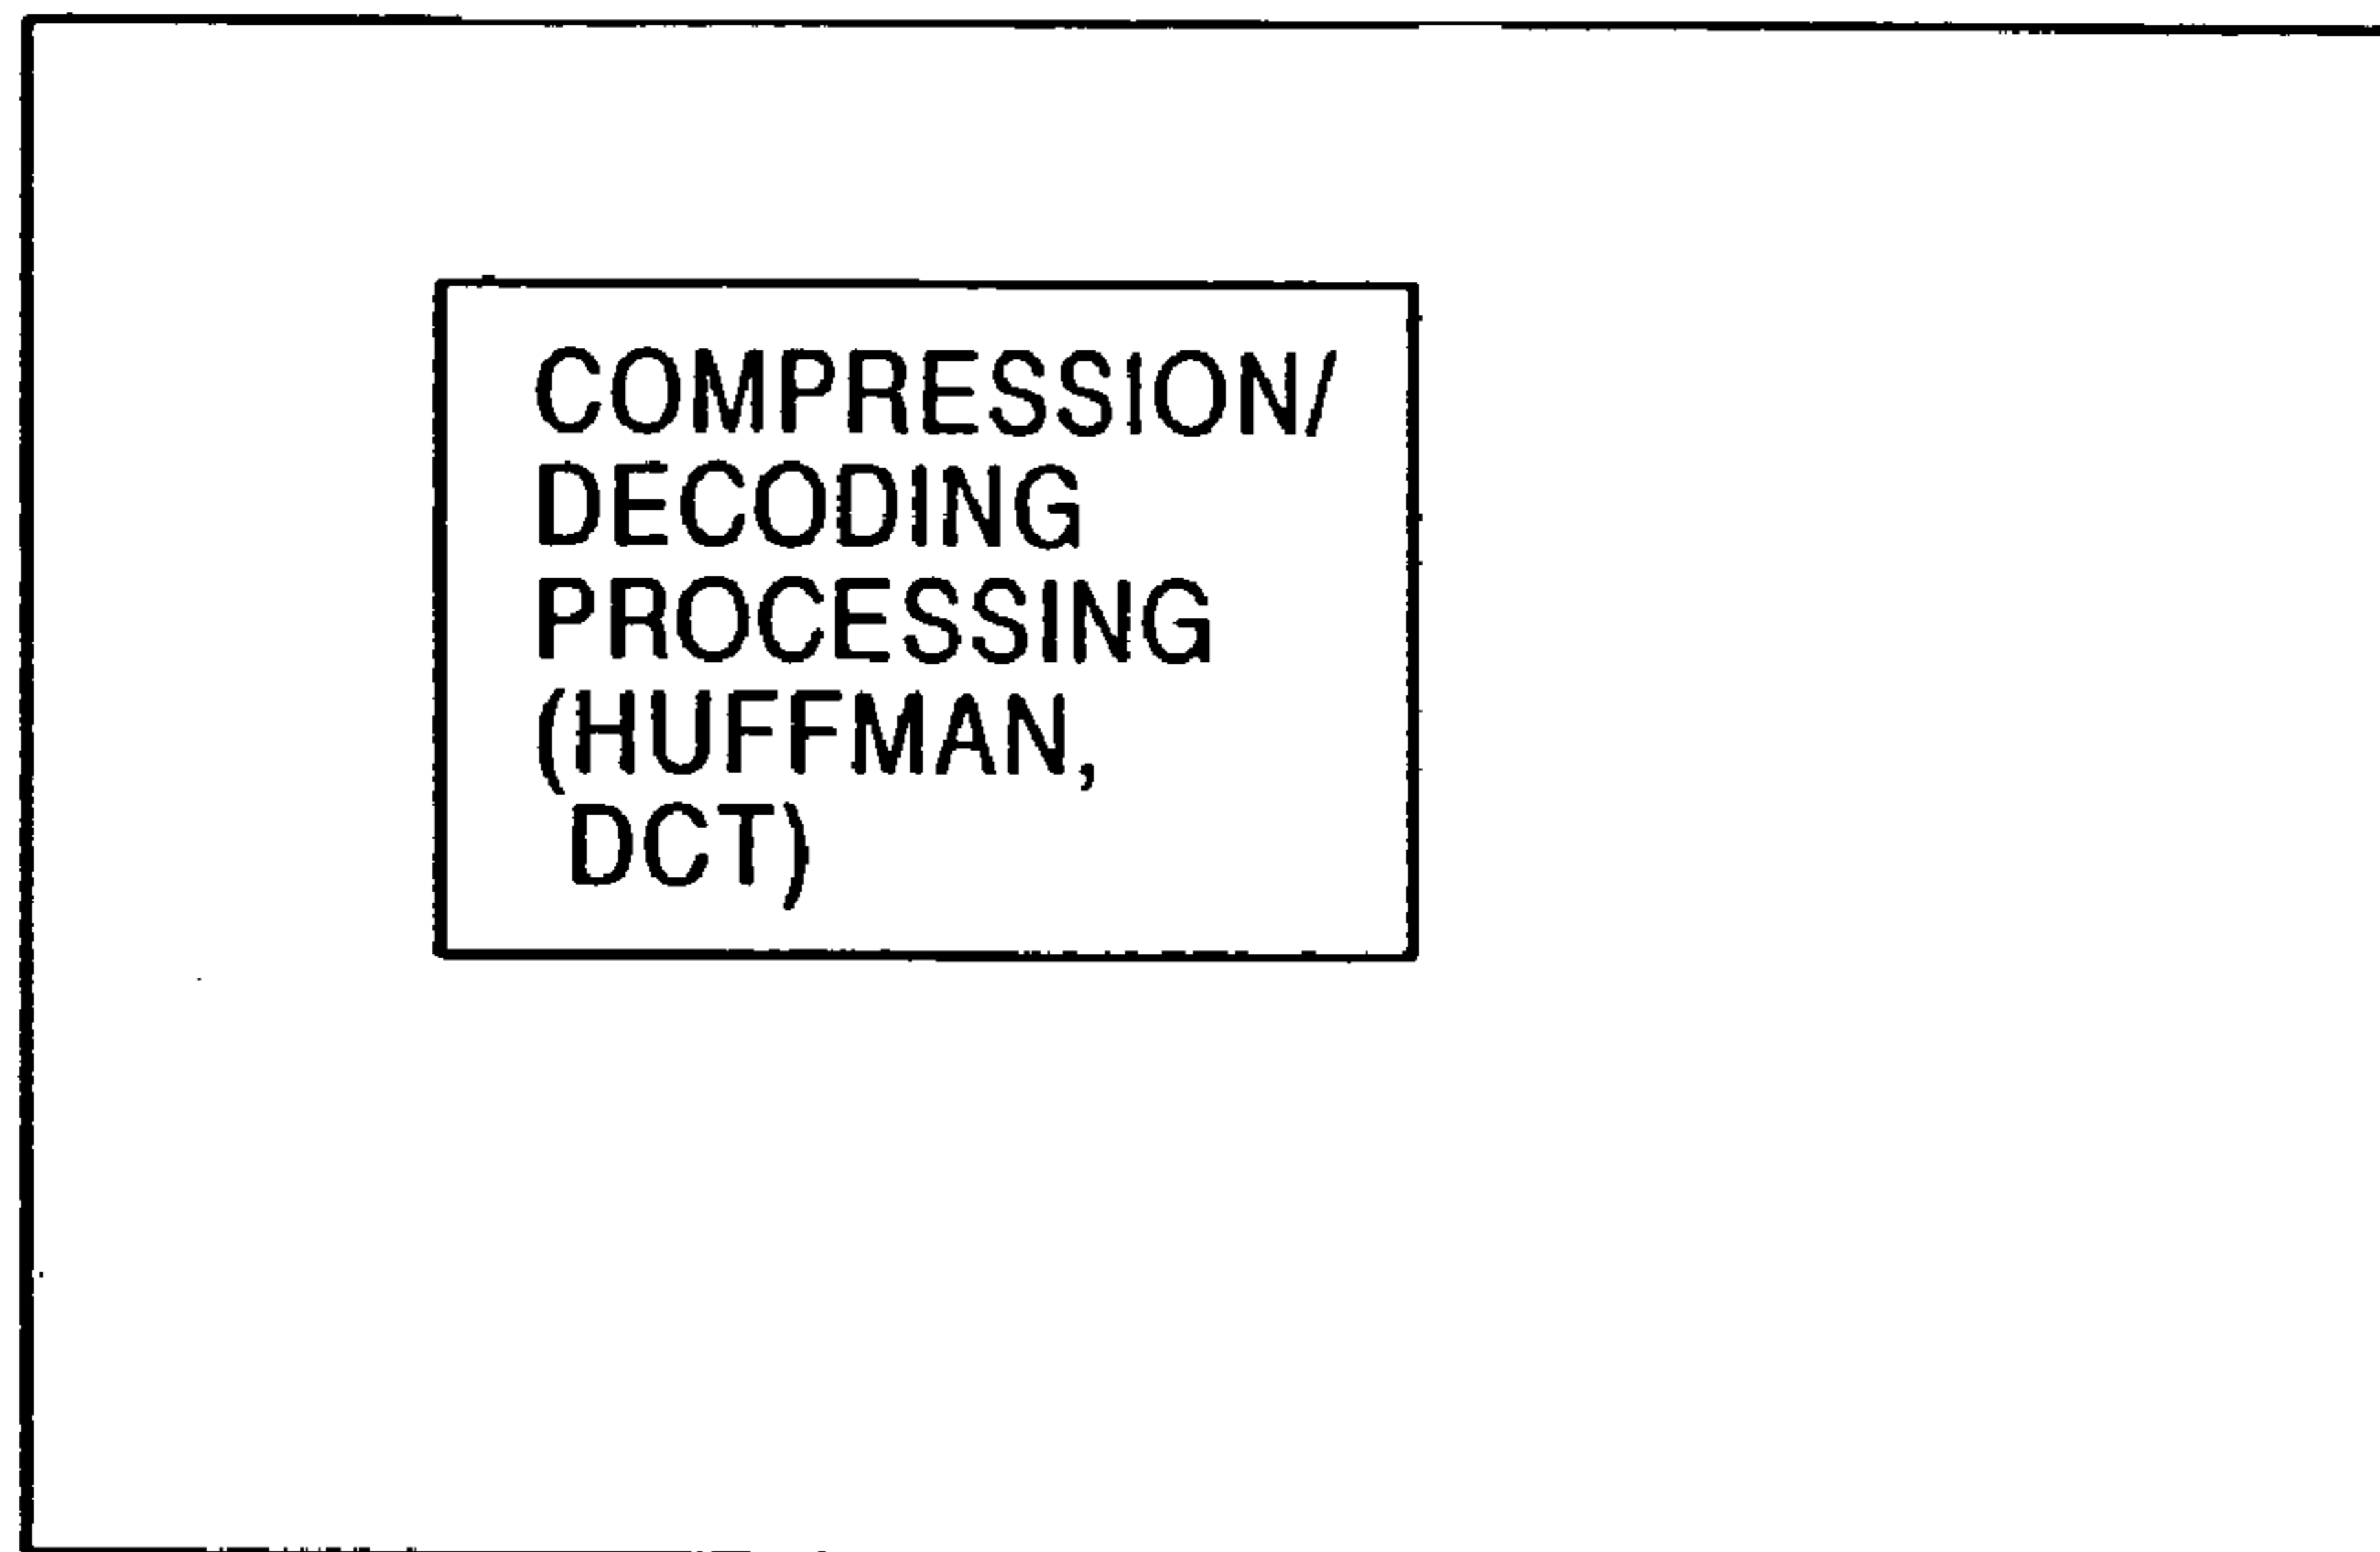 COMPRESSION/
DECODING
PROCESSING
(HUFFMAN,
DCT)